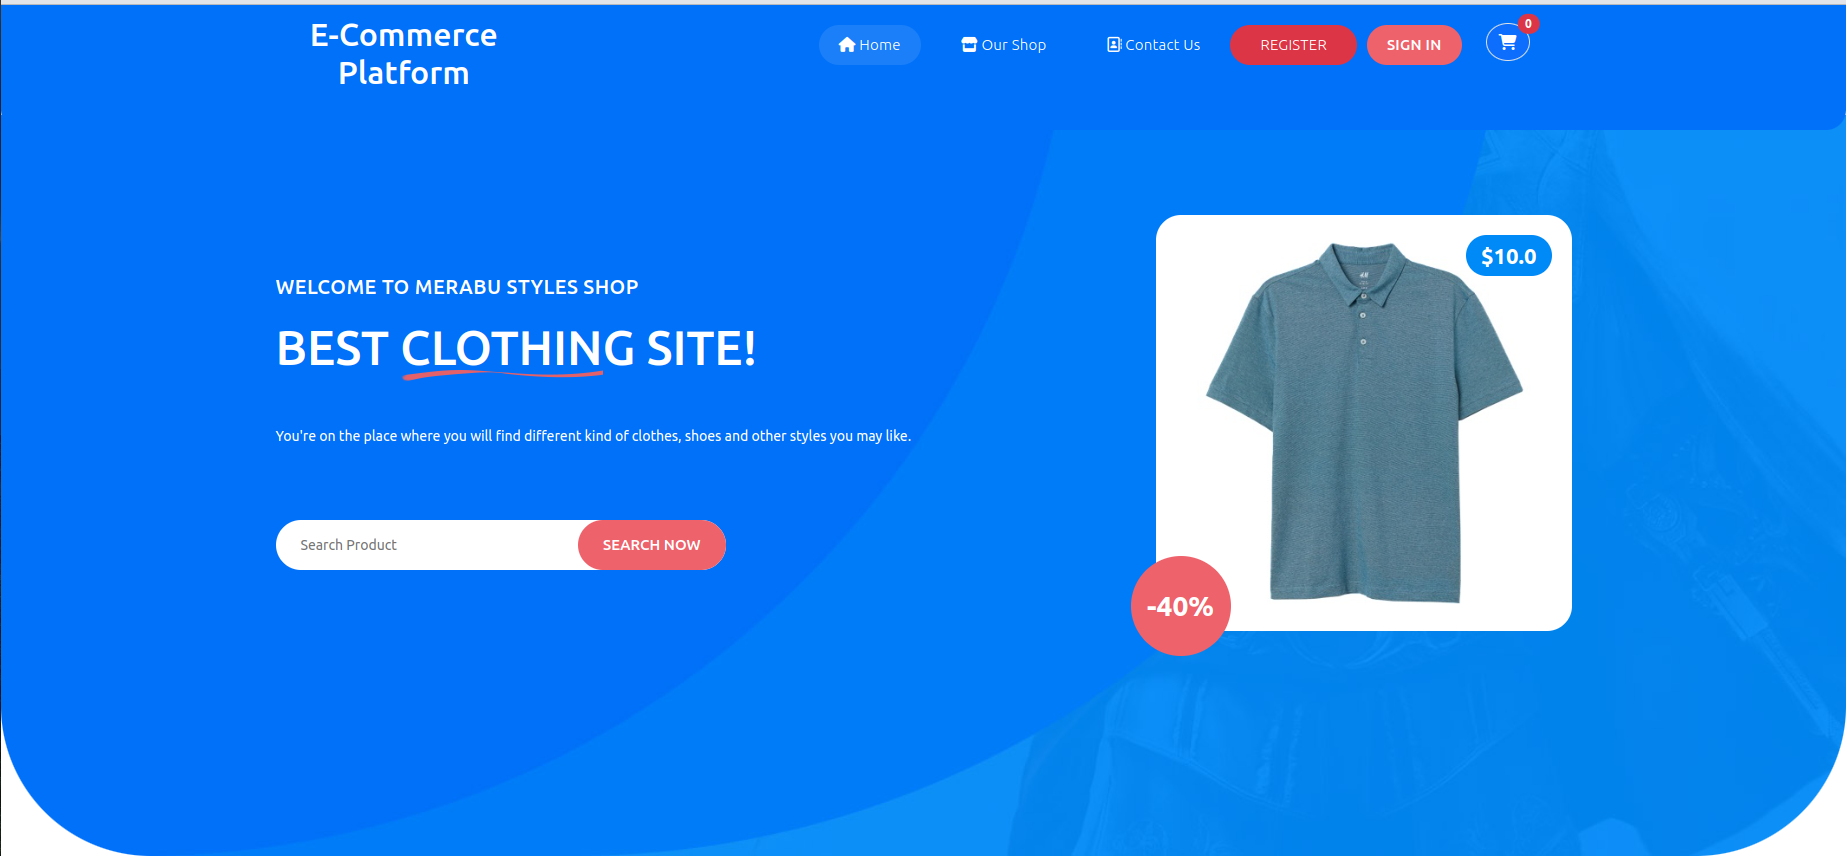 E-Commerce
Platform
Home
Our Shop
Contact Us
REGISTER
SIGN IN
0
WELCOME TO MERABU STYLES SHOP
BEST CLOTHING SITE!
You're on the place where you will find different kind of clothes, shoes and other styles you may like.
Search Product
SEARCH NOW
$10.0
H&M
-40%